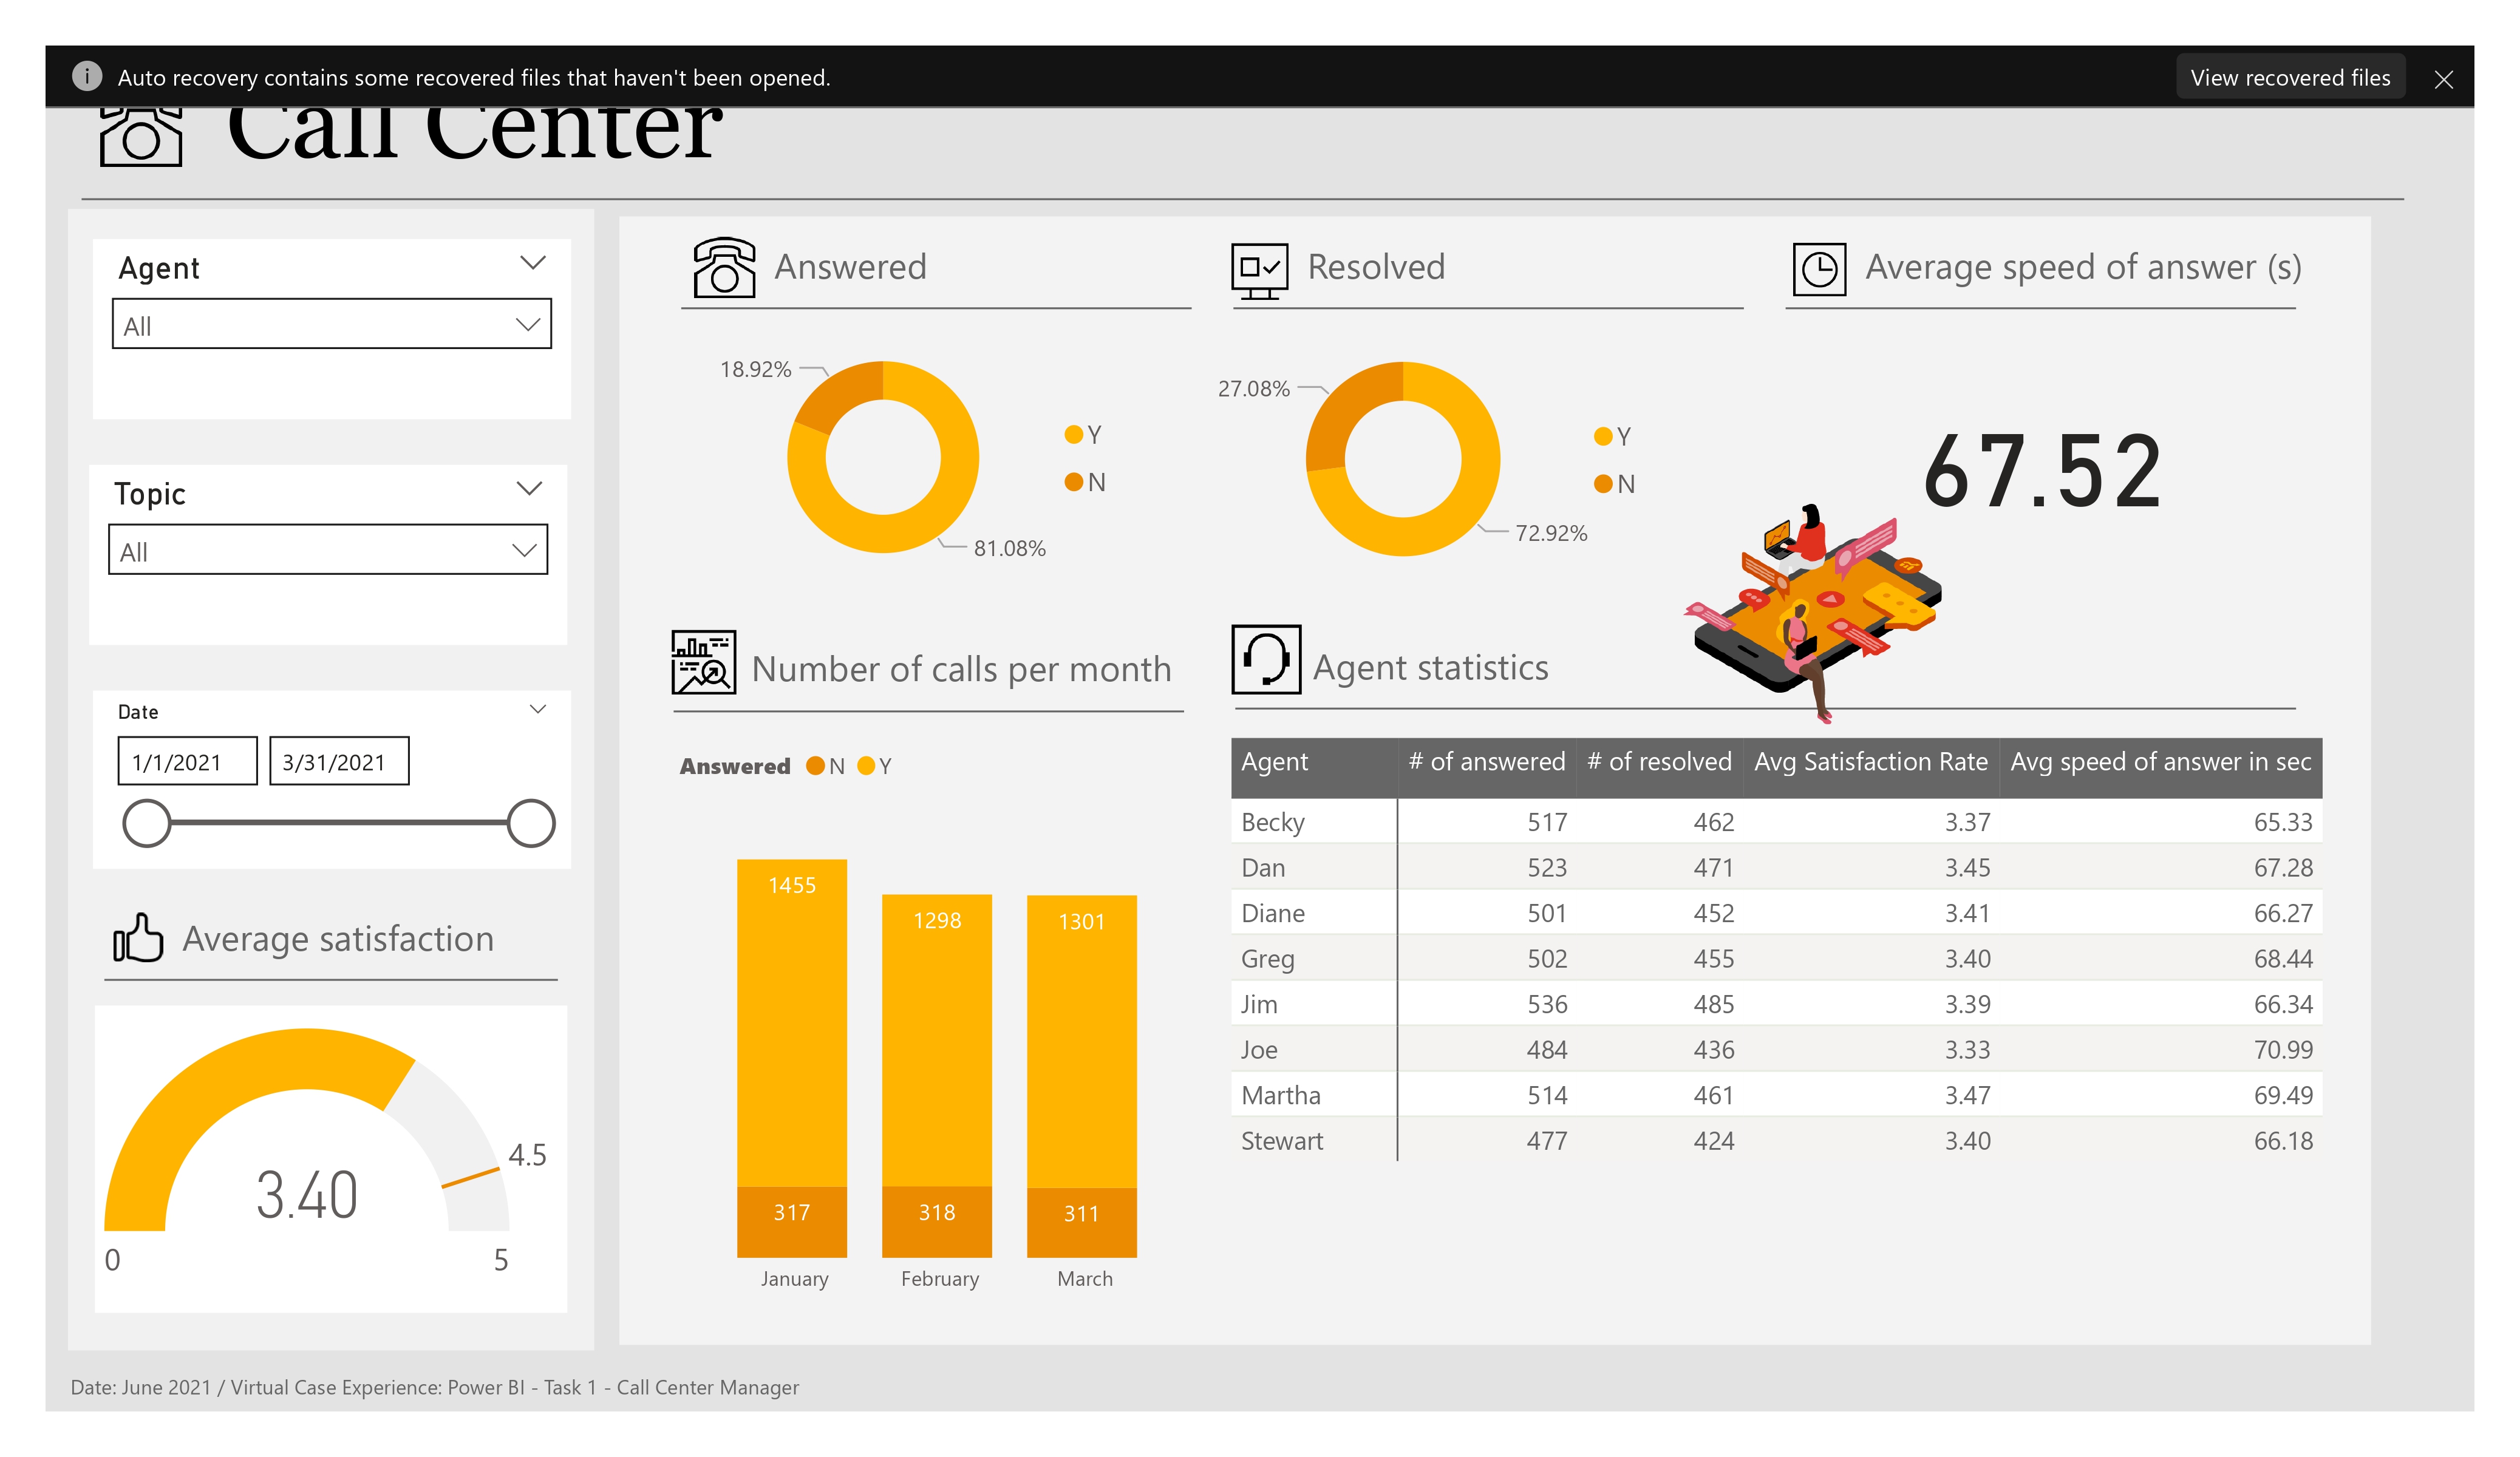 Auto recovery contains some recovered files that haven't been opened.
View recovered files
Call Center
Agent
All
Topic
All
Date
1/1/2021 3/31/2021
Average satisfaction
3.40
4.5
0 5
Answered
18.92%
Y
N
81.08%
Resolved
27.08%
Y
N
72.92%
Average speed of answer (s)
67.52
Number of calls per month
Answered N Y
1455 1298 1301
317 318 311
January February March
Agent statistics
Agent # of answered # of resolved Avg Satisfaction Rate Avg speed of answer in sec
Becky 517 462 3.37 65.33
Dan 523 471 3.45 67.28
Diane 501 452 3.41 66.27
Greg 502 455 3.40 68.44
Jim 536 485 3.39 66.34
Joe 484 436 3.33 70.99
Martha 514 461 3.47 69.49
Stewart 477 424 3.40 66.18
Date: June 2021 / Virtual Case Experience: Power BI - Task 1 - Call Center Manager